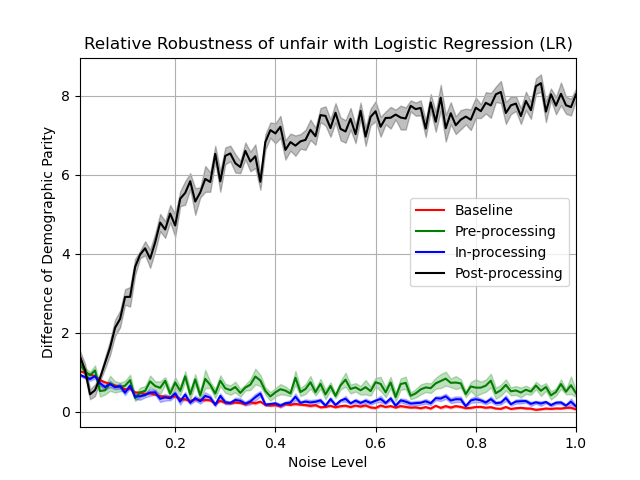 Relative Robustness of unfair with Logistic Regression (LR)
Difference of Demographic Parity
8
6
4
2
0
Baseline
Pre-processing
In-processing
Post-processing
0.2
0.4
0.6
0.8
1.0
Noise Level